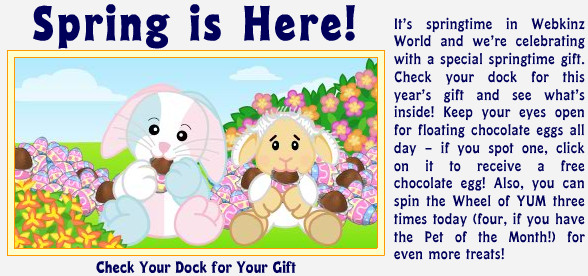 Spring is Here!
It's springtime in Webkinz
World and we're celebrating
with a special springtime gift.
Check your dock for this
year's gift and see what's
inside! Keep your eyes open
for floating chocolate eggs all
day – if you spot one, click
on it to receive a free
chocolate egg! Also, you can
spin the Wheel of YUM three
times today (four, if you have
the Pet of the Month!) for
even more treats!
Check Your Dock for Your Gift